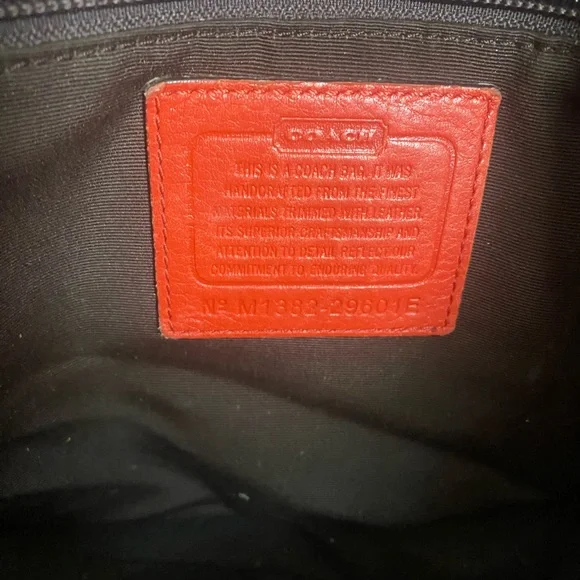 COACH
THIS IS A COACH BAG. IT WAS
HANDCRAFTED FROM THE FINEST
MATERIALS TRIMMED WITH LEATHER.
ITS SUPERIOR CRAFTSMANSHIP AND
ATTENTION TO DETAIL REFLECT OUR
COMMITMENT TO ENDURING QUALITY.
No M1382-29601E